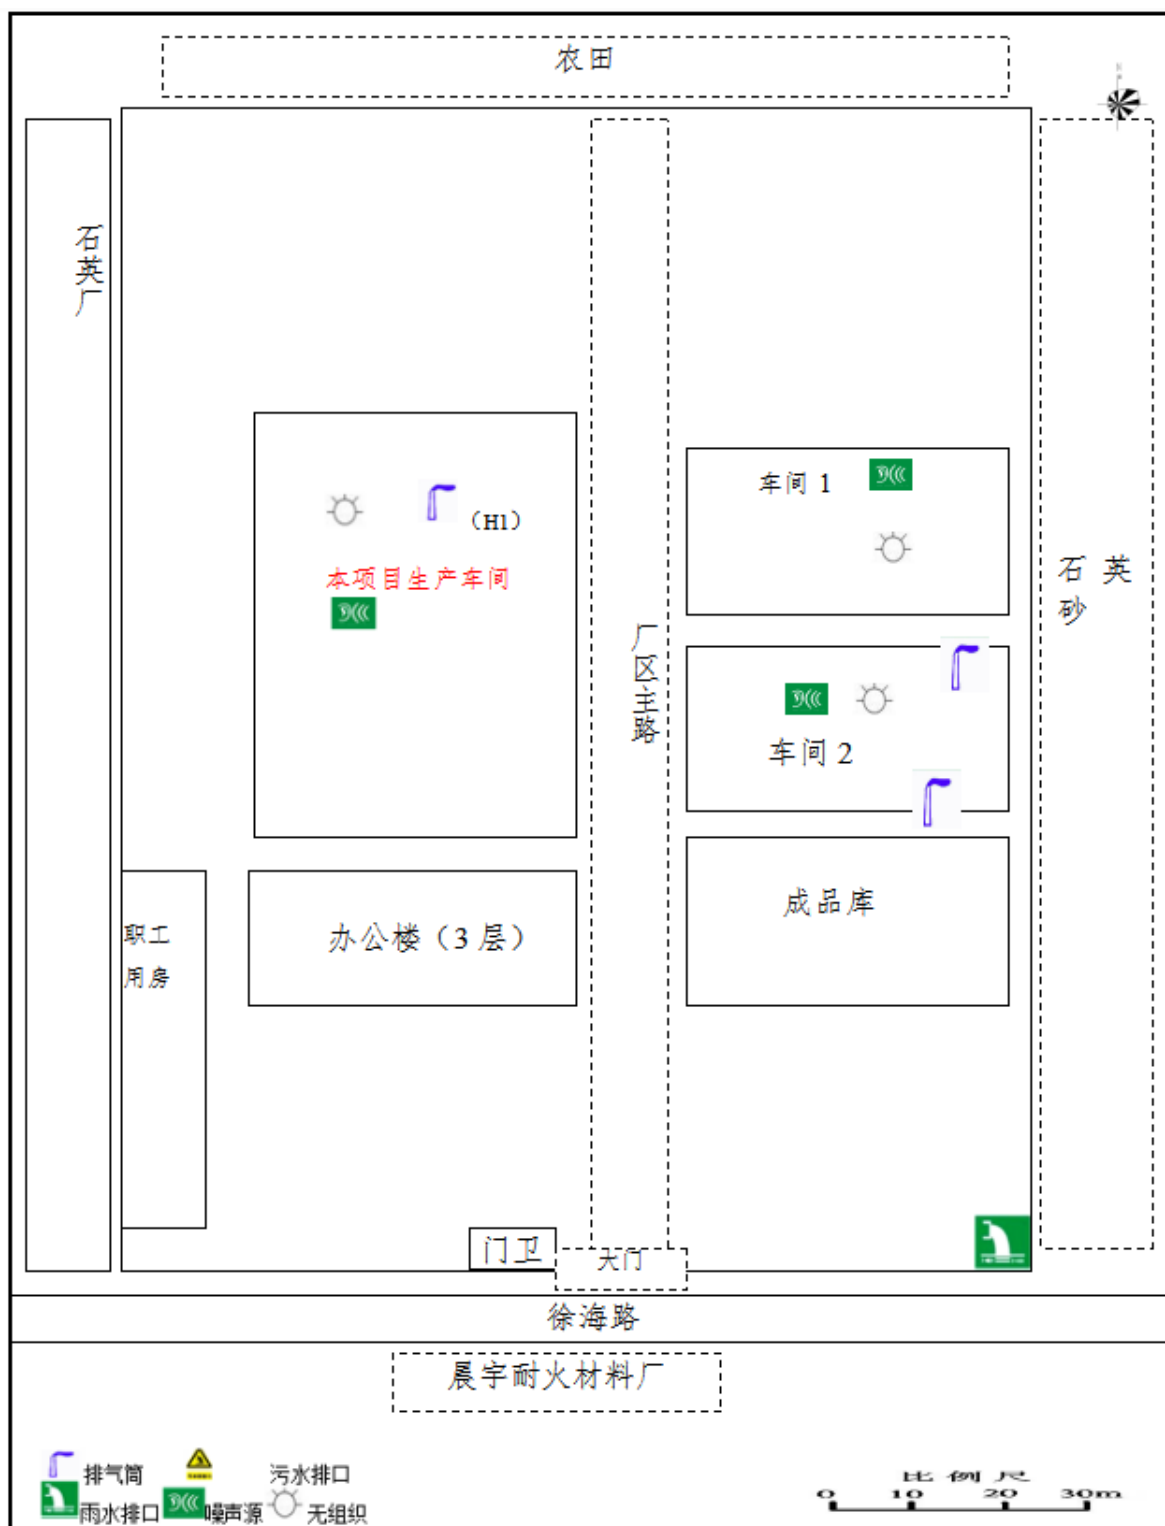 农田
石英厂
车间 1
（H1）
本项目生产车间
石英
砂
厂区主路
车间 2
成品库
职工
用房
办公楼（3 层）
门卫
大门
徐海路
晨宇耐火材料厂
排气筒
污水排口
雨水排口
噪声源
无组织
比例尺
0 10 20 30m